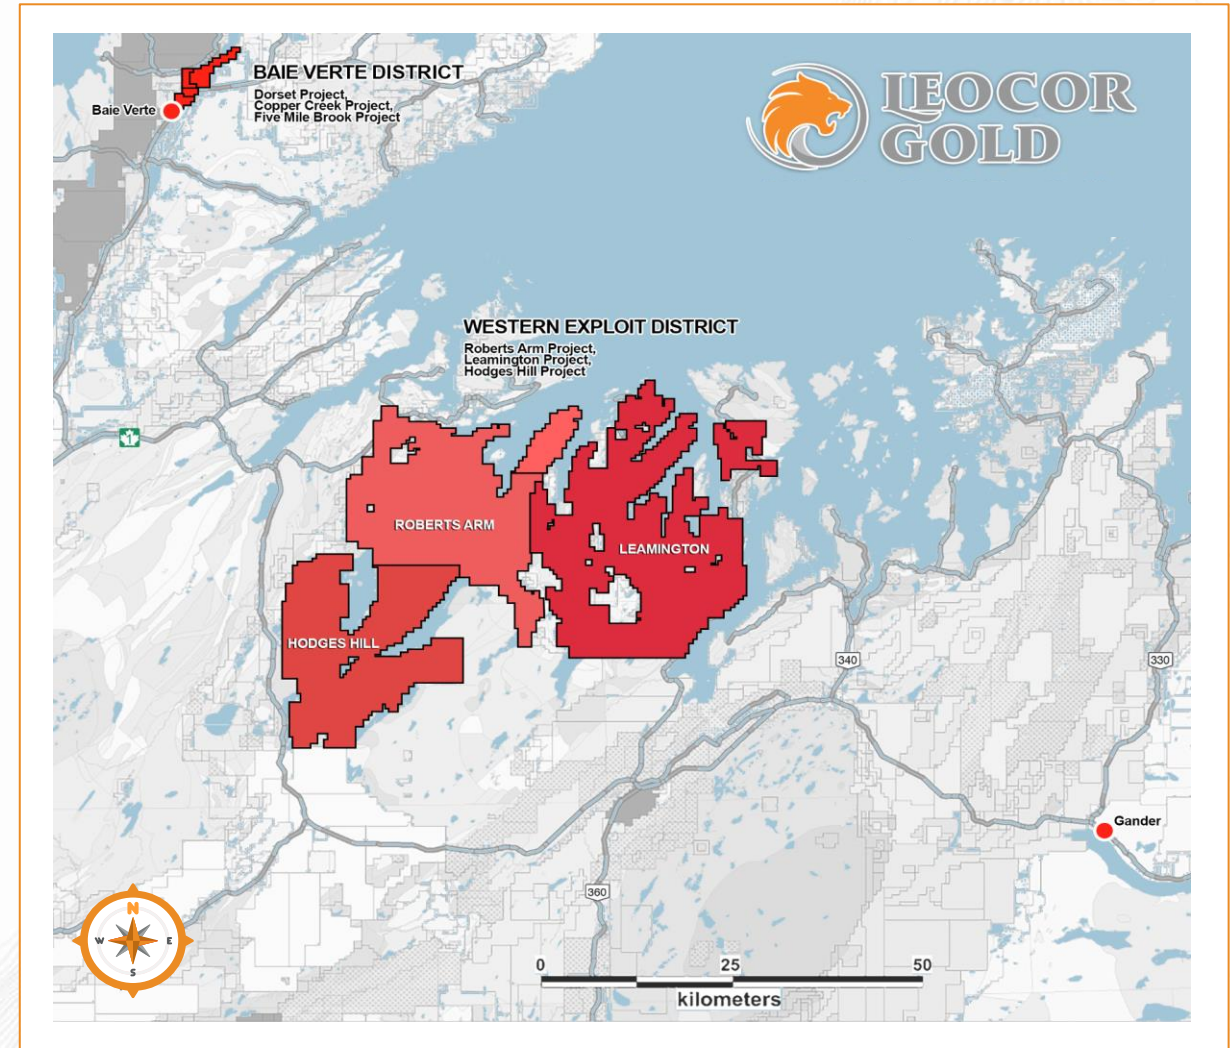 BAIE VERTE DISTRICT
Dorset Project,
Copper Creek Project,
Five Mile Brook Project
Baie Verte
LEOCOR
GOLD
WESTERN EXPLOIT DISTRICT
Roberts Arm Project,
Leamington Project,
Hodges Hill Project
1
ROBERTS ARM
LEAMINGTON
HODGES HILL
340
330
Gander
360
N
W
E
S
0 25 50
kilometers